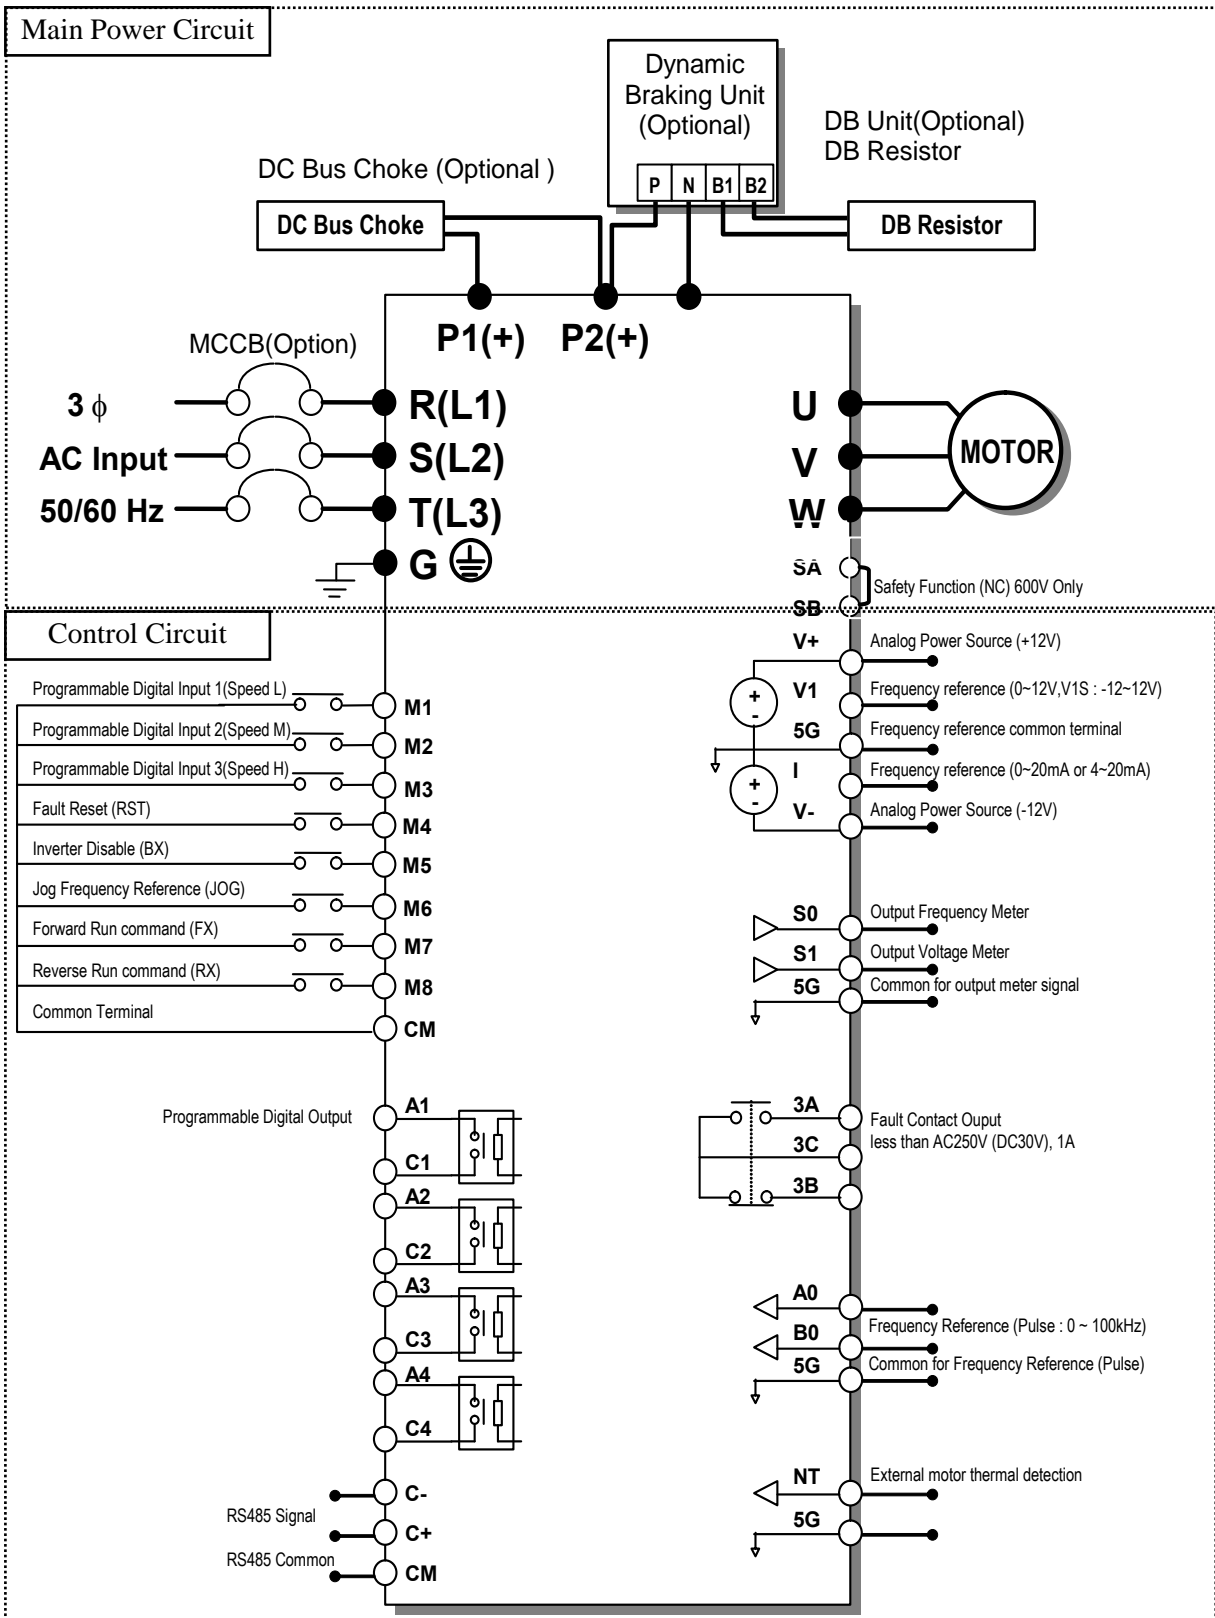 Main Power Circuit
Dynamic
Braking Unit
(Optional)
P N B1 B2
DB Unit(Optional)
DB Resistor
DC Bus Choke (Optional )
DC Bus Choke
DB Resistor
P1(+) P2(+)
MCCB(Option)
3 ϕ
AC Input
50/60 Hz
R(L1)
S(L2)
T(L3)
G
U
V
W
MOTOR
SA
SB
Safety Function (NC) 600V Only
Control Circuit
Programmable Digital Input 1(Speed L)
M1
Programmable Digital Input 2(Speed M)
M2
Programmable Digital Input 3(Speed H)
M3
Fault Reset (RST)
M4
Inverter Disable (BX)
M5
Jog Frequency Reference (JOG)
M6
Forward Run command (FX)
M7
Reverse Run command (RX)
M8
Common Terminal
CM
V+ Analog Power Source (+12V)
V1 Frequency reference (0~12V,V1S : -12~12V)
5G Frequency reference common terminal
I Frequency reference (0~20mA or 4~20mA)
V- Analog Power Source (-12V)
+
-
+
-
S0 Output Frequency Meter
S1 Output Voltage Meter
5G Common for output meter signal
Programmable Digital Output
A1
C1
A2
C2
A3
C3
A4
C4
3A
3C
3B
Fault Contact Ouput
less than AC250V (DC30V), 1A
A0
B0
Frequency Reference (Pulse : 0 ~ 100kHz)
5G Common for Frequency Reference (Pulse)
NT External motor thermal detection
5G
RS485 Signal
C-
C+
RS485 Common
CM